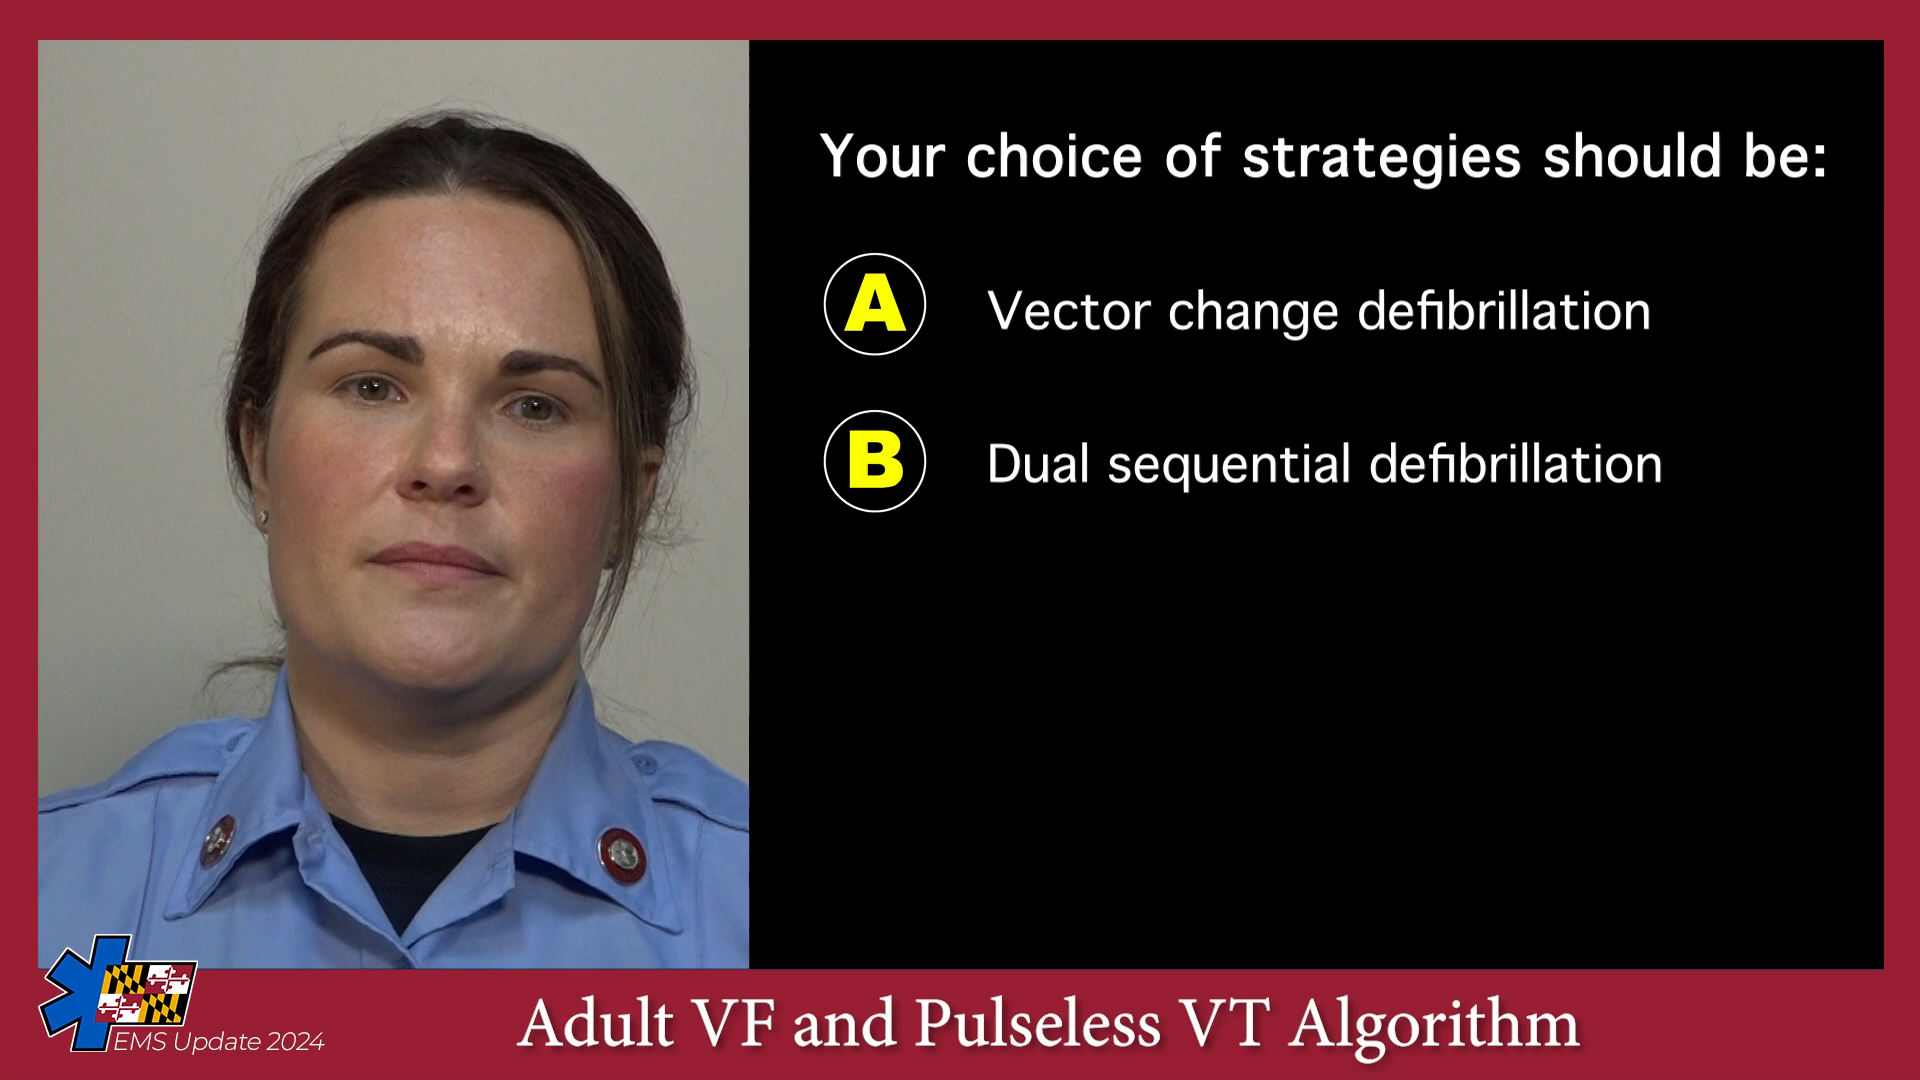 Your choice of strategies should be:
A Vector change defibrillation
B Dual sequential defibrillation
EMS Update 2024
Adult VF and Pulseless VT Algorithm